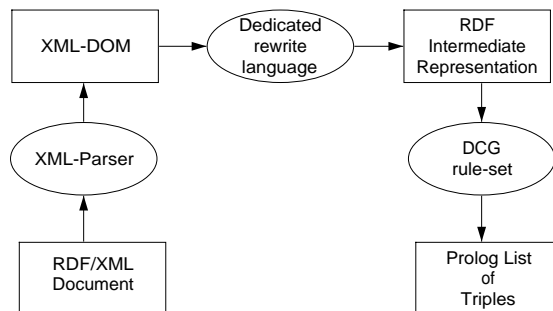 XML-DOM
Dedicated
rewrite
language
RDF
Intermediate
Representation
XML-Parser
DCG
rule-set
RDF/XML
Document
Prolog List
of
Triples